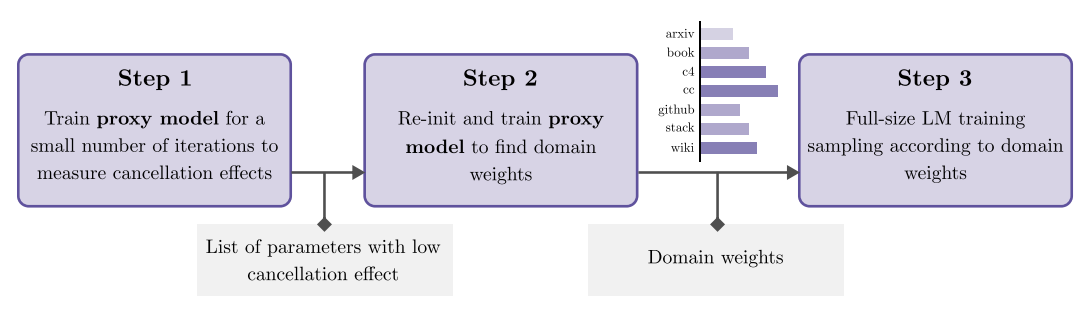 Step 1
Train proxy model for a
small number of iterations to
measure cancellation effects
List of parameters with low
cancellation effect
Step 2
Re-init and train proxy
model to find domain
weights
arxiv
book
c4
cc
github
stack
wiki
Domain weights
Step 3
Full-size LM training
sampling according to domain
weights